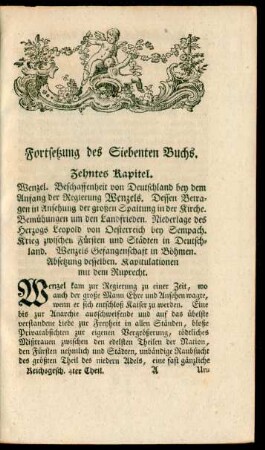 Fortsetzung des Siebenten Buchs.
Zehntes Kapitel.
Wenzel. Beschaffenheit von Deutschland bey dem
Anfang der Regierung Wenzels. Dessen Betra-
gen in Ansehung der großen Spaltung in der Kirche.
Bemühungen um den Landfrieden. Niederlage des
Herzogs Leopold von Oesterreich bey Sempach.
Krieg zwischen Fürsten und Städten in Deutsch-
land. Wenzels Gefangenschaft in Böhmen.
Absetzung desselben. Kapitulationen
mit dem Ruprecht.
Wenzel kam zur Regierung zu einer Zeit, wo
auch der große Mann Ehre und Ansehen wagte,
wenn er sich entschloß Kaiser zu werden. Eine
bis zur Anarchie ausschweifende und auf das übelste
verstandene Liebe zur Freyheit in allen Ständen, bloße
Privatabsichten zur eigenen Vergrößerung, tödtliches
Mistrauen zwischen den edelsten Theilen der Nation,
den Fürsten nehmlich und Städten, unbändige Raubsucht
des größten Theil des niedern Adels, eine fast gänzliche
Reichsgesch. 4ter Theil. A Un-